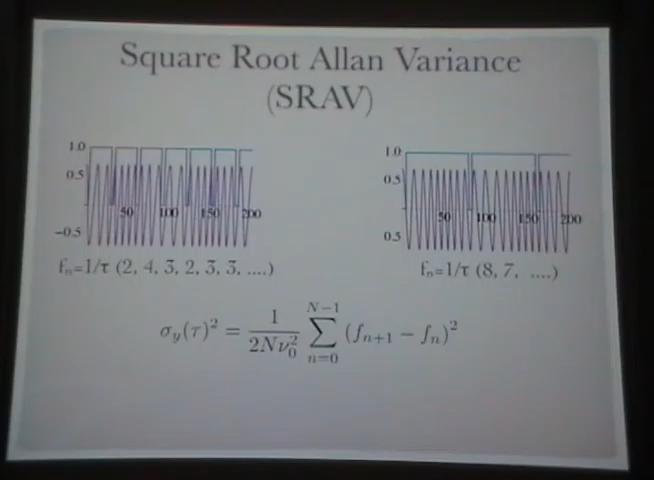 Square Root Allan Variance
(SRAV)
1.0
0.5
50
100
150
200
-0.5
1.0
0.5
50
100
150
200
0.5
fₙ=1/τ (2, 4, 3, 2, 3, 3, ....)
fₙ=1/τ (8, 7, ....)
σ_y(τ)² = 1/(2Nν₀²) ∑_{n=0}^{N−1} (f_{n+1} − f_n)²